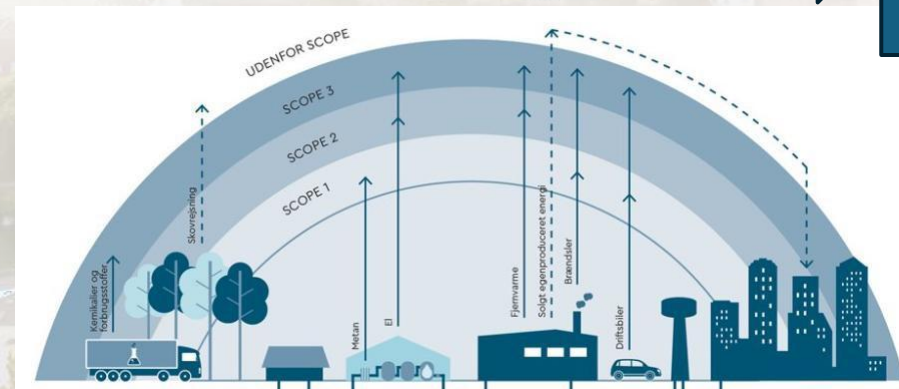 UDENFOR SCOPE
SCOPE 3
SCOPE 2
SCOPE 1
Kemikalier og
forbrugsstoffer
Skovrejsning
Metan
El
Fjernvarme
Solgt egenproduceret energi
Brændsler
Driftsbiler